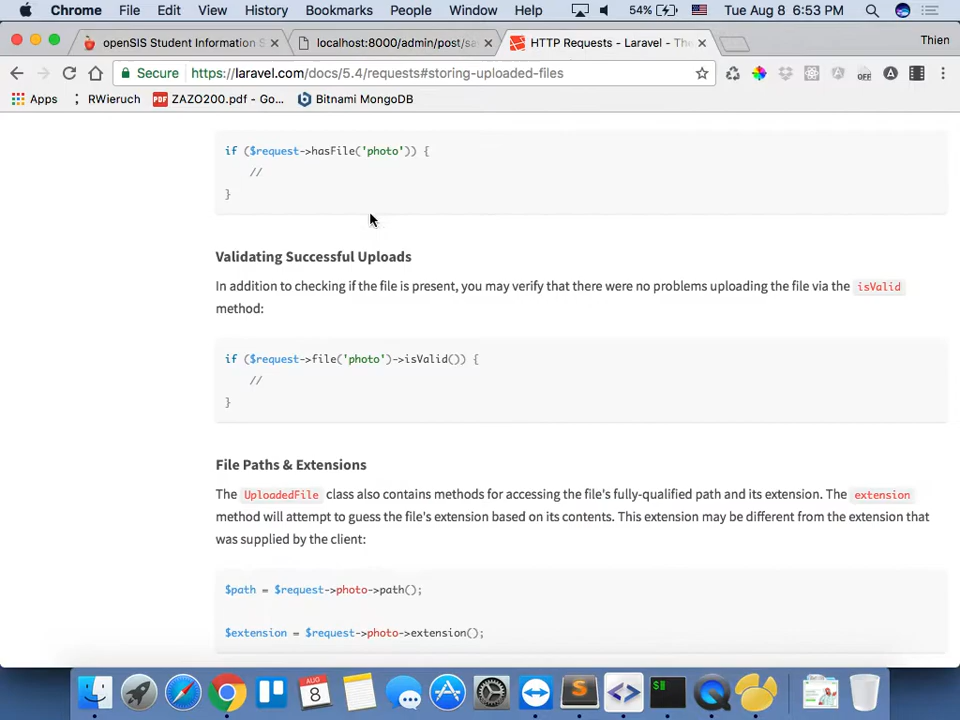 Chrome File Edit View History Bookmarks People Window Help 54% Tue Aug 8 6:53 PM
openSIS Student Information S
localhost:8000/admin/post/sa
HTTP Requests - Laravel - The
Thien
Secure https://laravel.com/docs/5.4/requests#storing-uploaded-files
OFF
Apps RWieruch PDF ZAZO200.pdf - Go... Bitnami MongoDB
if ($request->hasFile('photo')) {
//
}
Validating Successful Uploads
In addition to checking if the file is present, you may verify that there were no problems uploading the file via the isValid
method:
if ($request->file('photo')->isValid()) {
//
}
File Paths & Extensions
The UploadedFile class also contains methods for accessing the file's fully-qualified path and its extension. The extension
method will attempt to guess the file's extension based on its contents. This extension may be different from the extension that
was supplied by the client:
$path = $request->photo->path();
$extension = $request->photo->extension();
AUG
8